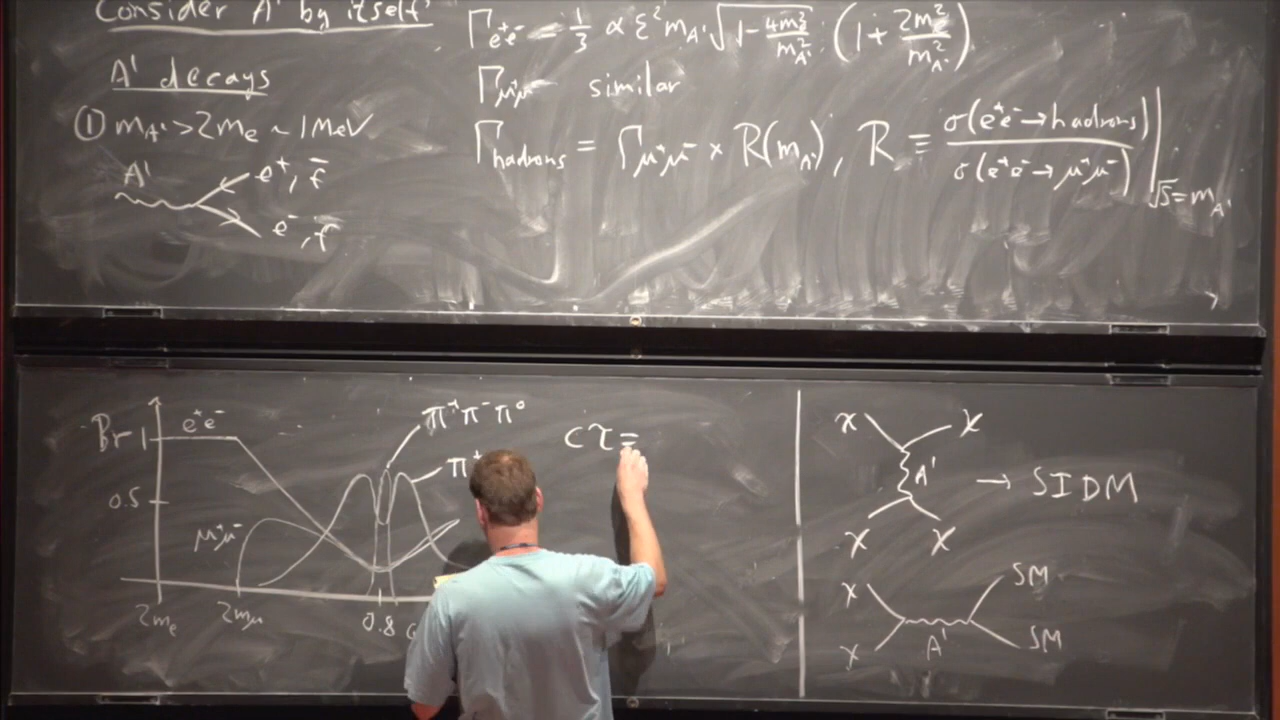 Consider A' by itself
A' decays
① m_A' > 2m_e ~ 1 MeV
A'
e⁺, f̄
e⁻, f
Γ_e⁺e⁻ = 1/3 α ε² m_A' √(1 - 4m_e²/m_A'²) (1 + 2m_e²/m_A'²)
Γ_μ⁺μ⁻ similar
Γ_hadrons = Γ_μ⁺μ⁻ × R(m_A'), R ≡ σ(e⁺e⁻→hadrons)/σ(e⁺e⁻→μ⁺μ⁻) |_√s=m_A'
Br
1
e⁺e⁻
0.5
μ⁺μ⁻
2m_e
2m_μ
0.8
π⁺π⁻π⁰
π⁺
cτ =
χ χ
A' → SIDM
χ χ
χ SM
A'
χ SM